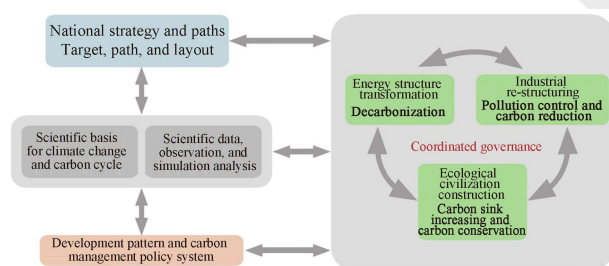 National strategy and paths
Target, path, and layout
Scientific basis
for climate change
and carbon cycle
Scientific data,
observation, and
simulation analysis
Development pattern and carbon
management policy system
Energy structure
transformation
Decarbonization
Industrial
re-structuring
Pollution control and
carbon reduction
Coordinated governance
Ecological
civilization
construction
Carbon sink
increasing and
carbon conservation